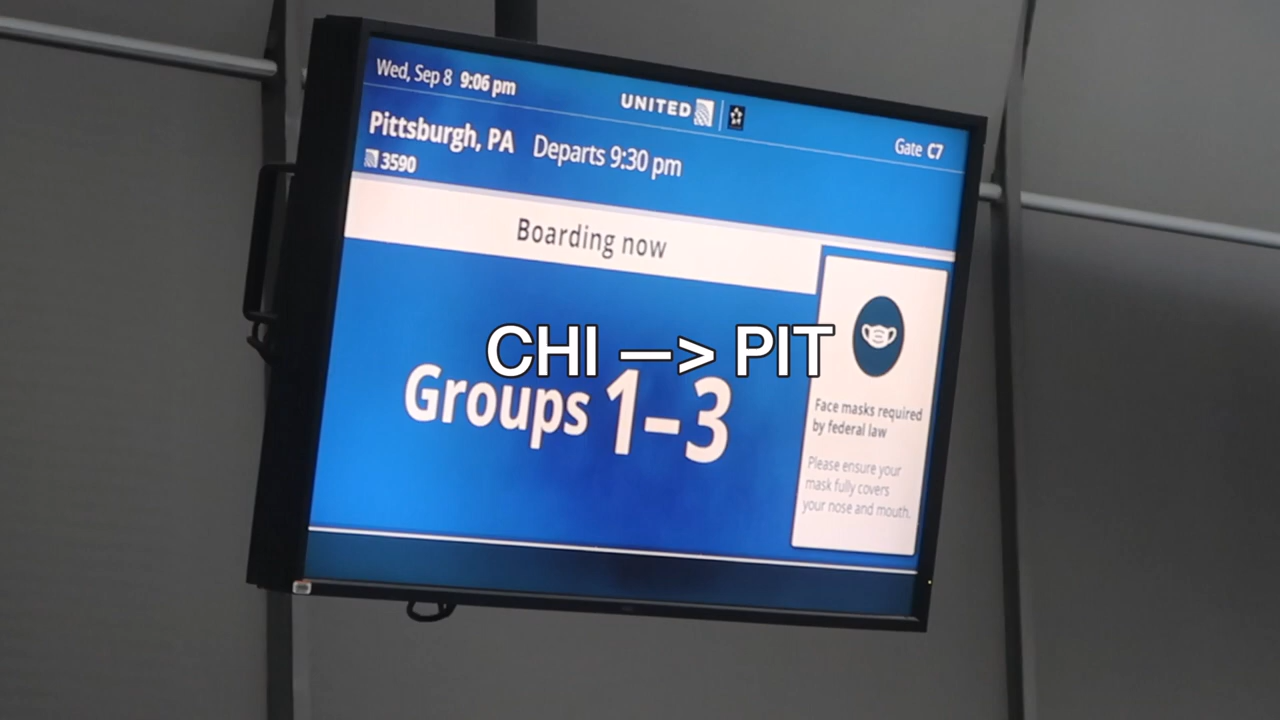 Wed, Sep 8 9:06 pm
UNITED
Gate C7
Pittsburgh, PA Departs 9:30 pm
3590
Boarding now
CHI —> PIT
Groups 1-3
Face masks required
by federal law
Please ensure your
mask fully covers
your nose and mouth.